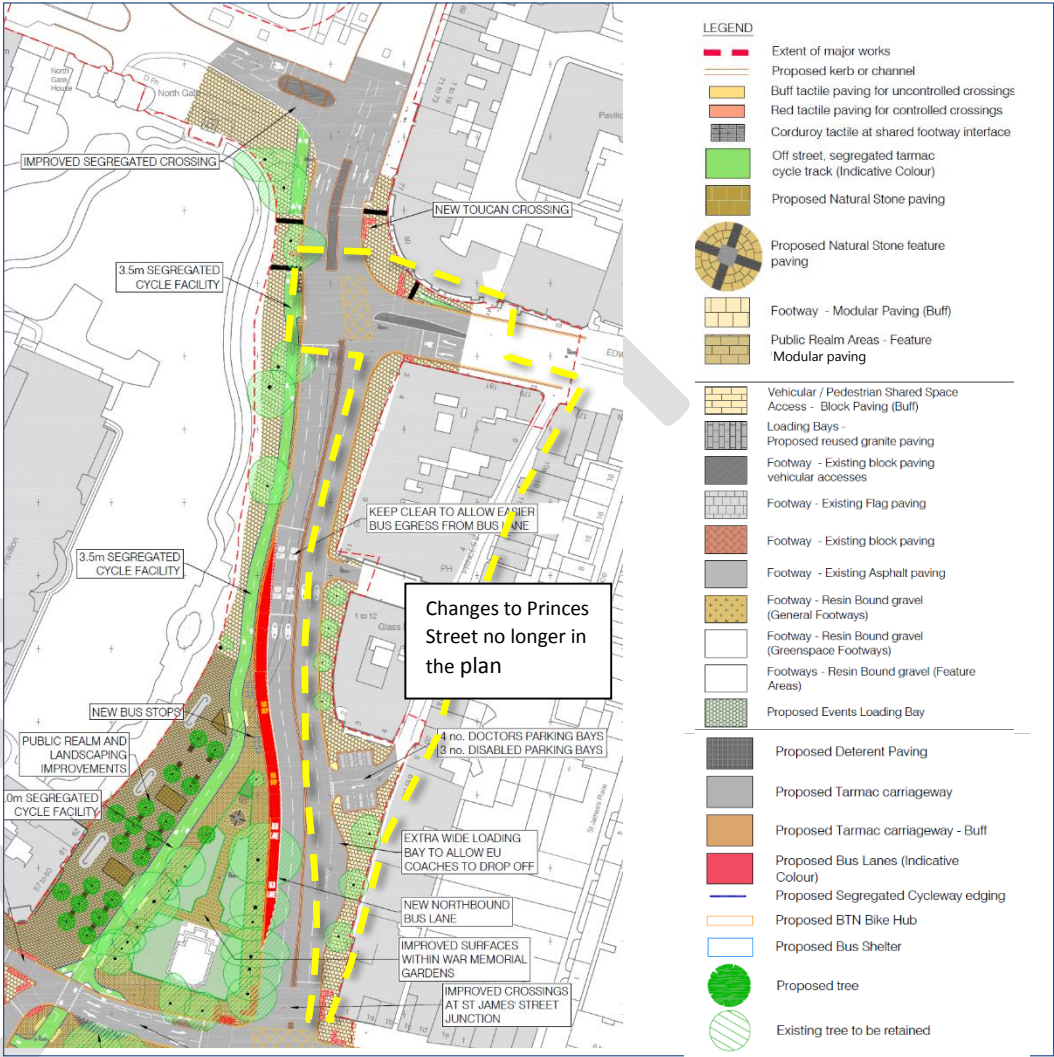 North
Gate
House
D Fh
North Gate
IMPROVED SEGREGATED CROSSING
NEW TOUCAN CROSSING
3.5m SEGREGATED
CYCLE FACILITY
KEEP CLEAR TO ALLOW EASIER
BUS EGRESS FROM BUS LANE
3.5m SEGREGATED
CYCLE FACILITY
PH
1 to 12
Changes to Princes
Street no longer in
the plan
NEW BUS STOPS
4 no. DOCTORS PARKING BAYS
3 no. DISABLED PARKING BAYS
PUBLIC REALM AND
LANDSCAPING
IMPROVEMENTS
.0m SEGREGATED
CYCLE FACILITY
St James's Place
57 to 60
EXTRA WIDE LOADING
BAY TO ALLOW EU
COACHES TO DROP OFF
NEW NORTHBOUND
BUS LANE
IMPROVED SURFACES
WITHIN WAR MEMORIAL
GARDENS
IMPROVED CROSSINGS
AT ST JAMES' STREET
JUNCTION
LEGEND
Extent of major works
Proposed kerb or channel
Buff tactile paving for uncontrolled crossings
Red tactile paving for controlled crossings
Corduroy tactile at shared footway interface
Off street, segregated tarmac
cycle track (Indicative Colour)
Proposed Natural Stone paving
Proposed Natural Stone feature
paving
Footway - Modular Paving (Buff)
Public Realm Areas - Feature
Modular paving
Vehicular / Pedestrian Shared Space
Access - Block Paving (Buff)
Loading Bays -
Proposed reused granite paving
Footway - Existing block paving
vehicular accesses
Footway - Existing Flag paving
Footway - Existing block paving
Footway - Existing Asphalt paving
Footway - Resin Bound gravel
(General Footways)
Footway - Resin Bound gravel
(Greenspace Footways)
Footways - Resin Bound gravel (Feature
Areas)
Proposed Events Loading Bay
Proposed Deterent Paving
Proposed Tarmac carriageway
Proposed Tarmac carriageway - Buff
Proposed Bus Lanes (Indicative
Colour)
Proposed Segregated Cycleway edging
Proposed BTN Bike Hub
Proposed Bus Shelter
Proposed tree
Existing tree to be retained